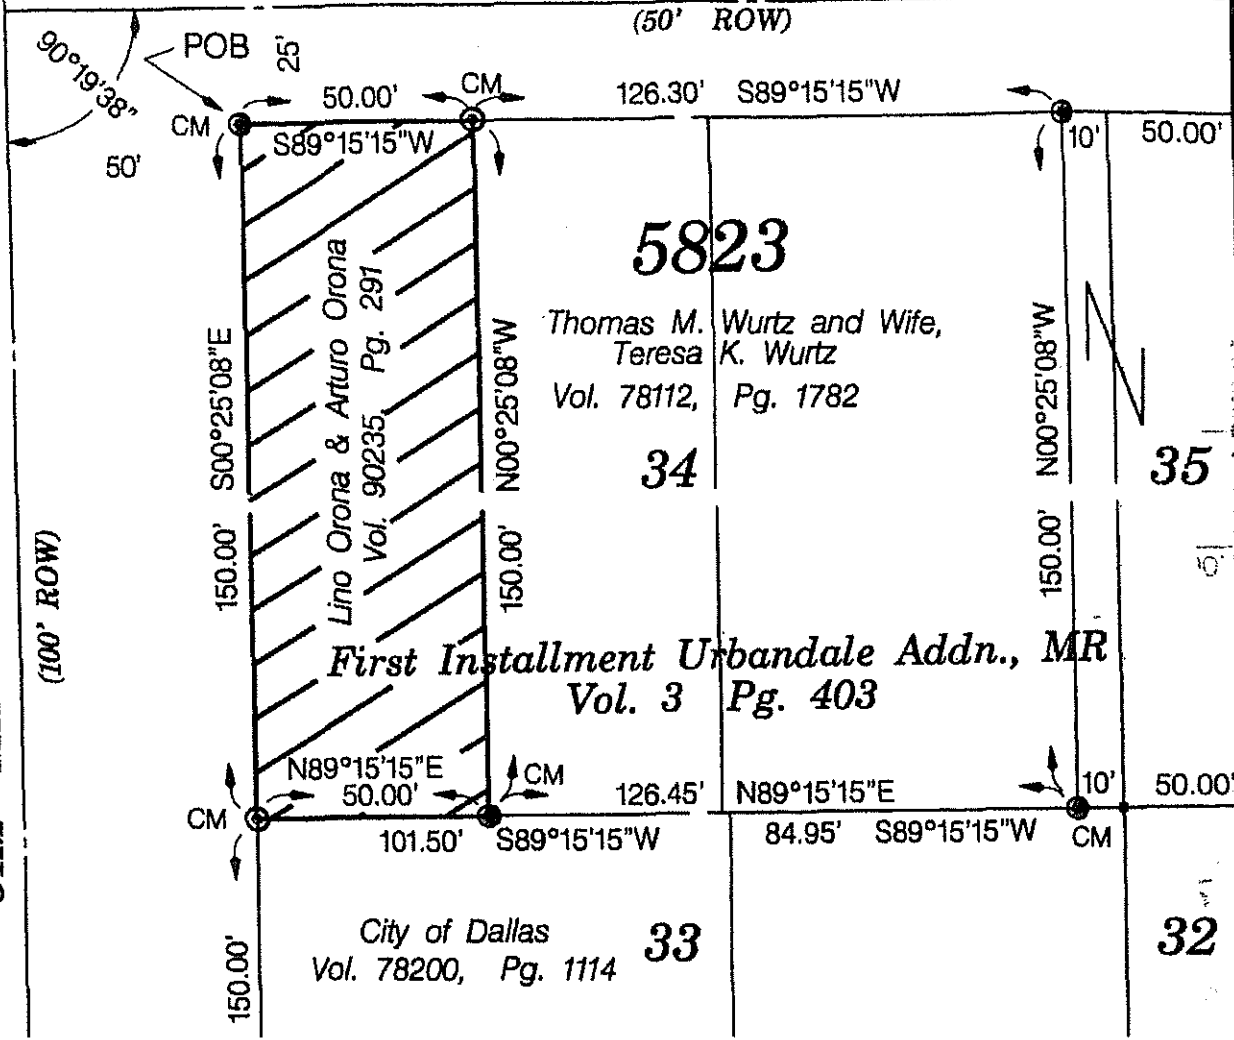 (50' ROW)
90°19'38"
POB
25'
CM
50.00'
CM
126.30' S89°15'15"W
50'
S89°15'15"W
10'
50.00'
5823
Thomas M. Wurtz and Wife,
Teresa K. Wurtz
Vol. 78112, Pg. 1782
34
35
S00°25'08"E
150.00'
Lino Orona & Arturo Orona
Vol. 90235, Pg. 291
N00°25'08"W
150.00'
N00°25'08"W
150.00'
(100' ROW)
First Installment Urbandale Addn., MR
Vol. 3 Pg. 403
N89°15'15"E
50.00'
CM
CM
126.45' N89°15'15"E
10'
50.00'
101.50' S89°15'15"W
84.95' S89°15'15"W
CM
City of Dallas
Vol. 78200, Pg. 1114
33
32
150.00'